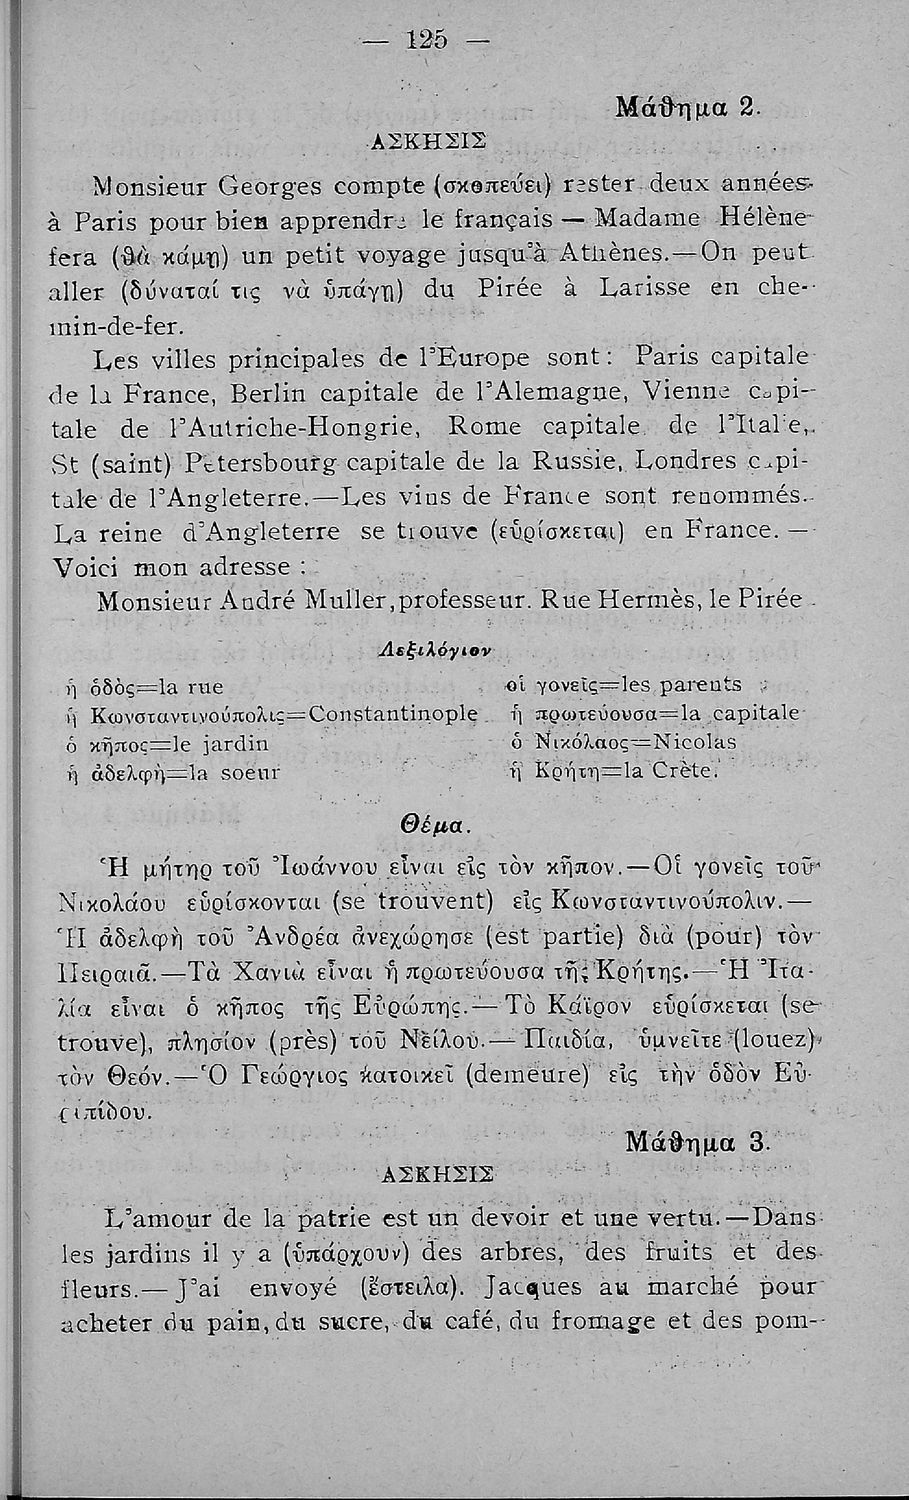 — 125 —
Μάθημα 2.
ΑΣΚΗΣΙΣ
Monsieur Georges compte (σκοπεύει) rester deux années
à Paris pour bien apprendre le français — Madame Hélène
fera (θὰ κάμῃ) un petit voyage jusqu'à Athènes.—On peut
aller (δύναταί τις νὰ ὑπάγῃ) du Pirée à Larisse en che-
min-de-fer.
Les villes principales de l'Europe sont: Paris capitale
de la France, Berlin capitale de l'Alemagne, Vienne capi-
tale de l'Autriche-Hongrie, Rome capitale de l'Italie,
St (saint) Petersbourg capitale de la Russie, Londres capi-
tale de l'Angleterre.—Les vins de France sont renommés.
La reine d'Angleterre se trouve (εὑρίσκεται) en France. —
Voici mon adresse :
Monsieur André Muller, professeur. Rue Hermès, le Pirée.
Λεξιλόγιον
ἡ ὁδὸς=la rue
ἡ Κωνσταντινούπολις=Constantinople
ὁ κῆπος=le jardin
ἡ ἀδελφὴ=la soeur
οἱ γονεῖς=les parents
ἡ πρωτεύουσα=la capitale
ὁ Νικόλαος=Nicolas
ἡ Κρήτη=la Crète.
Θέμα.
Ἡ μήτηρ τοῦ Ἰωάννου εἶναι εἰς τὸν κῆπον.—Οἱ γονεῖς τοῦ
Νικολάου εὑρίσκονται (se trouvent) εἰς Κωνσταντινούπολιν.—
Ἡ ἀδελφὴ τοῦ Ἀνδρέα ἀνεχώρησε (est partie) διὰ (pour) τὸν
Πειραιᾶ.—Τὰ Χανιὰ εἶναι ἡ πρωτεύουσα τῆς Κρήτης.—Ἡ Ἰτα-
λία εἶναι ὁ κῆπος τῆς Εὐρώπης.—Τὸ Κάϊρον εὑρίσκεται (se
trouve), πλησίον (près) τοῦ Νείλου.—Παιδία, ὑμνεῖτε (louez)
τὸν Θεόν.—Ὁ Γεώργιος κατοικεῖ (demeure) εἰς τὴν ὁδὸν Εὐ-
ριπίδου.
Μάθημα 3.
ΑΣΚΗΣΙΣ
L'amour de la patrie est un devoir et une vertu.—Dans
les jardins il y a (ὑπάρχουν) des arbres, des fruits et des
fleurs.— J'ai envoyé (ἔστειλα). Jacques au marché pour
acheter du pain, du sucre, du café, du fromage et des pom-